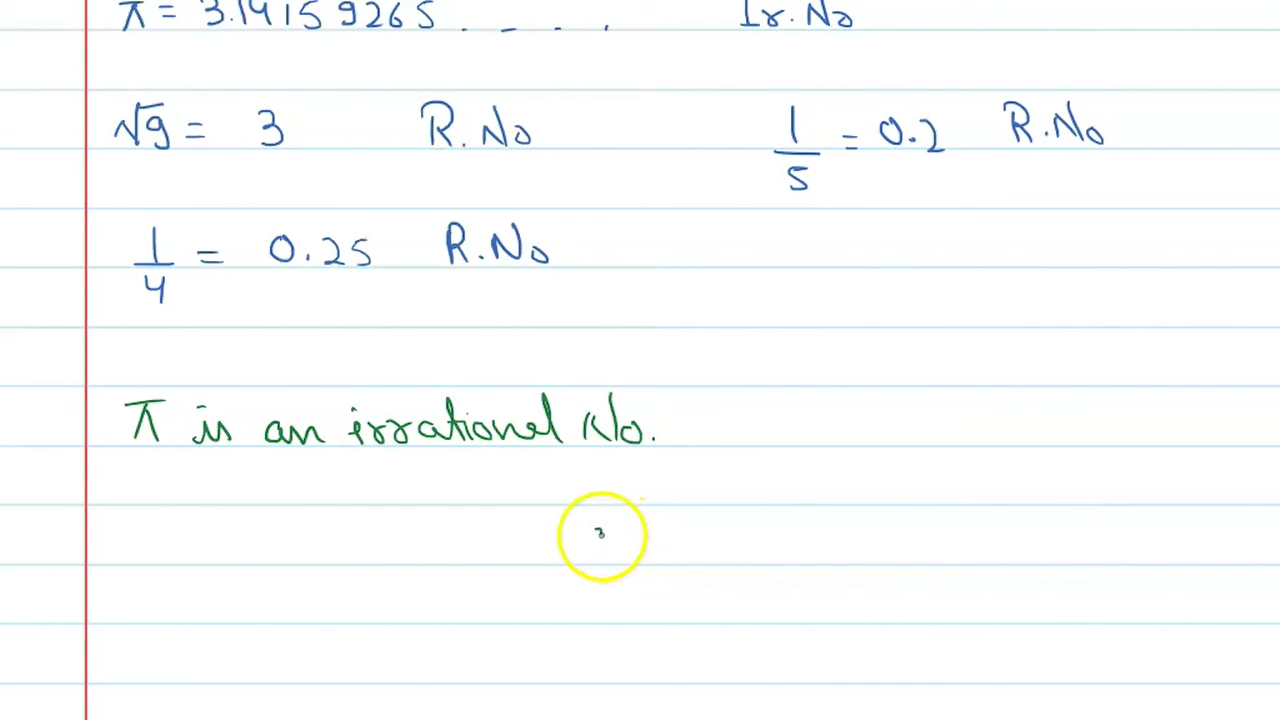 π = 3.14159265 . - . . . Ir. No
√9 = 3 R. No 1/5 = 0.2 R. No
1/4 = 0.25 R. No
π is an irrational No.